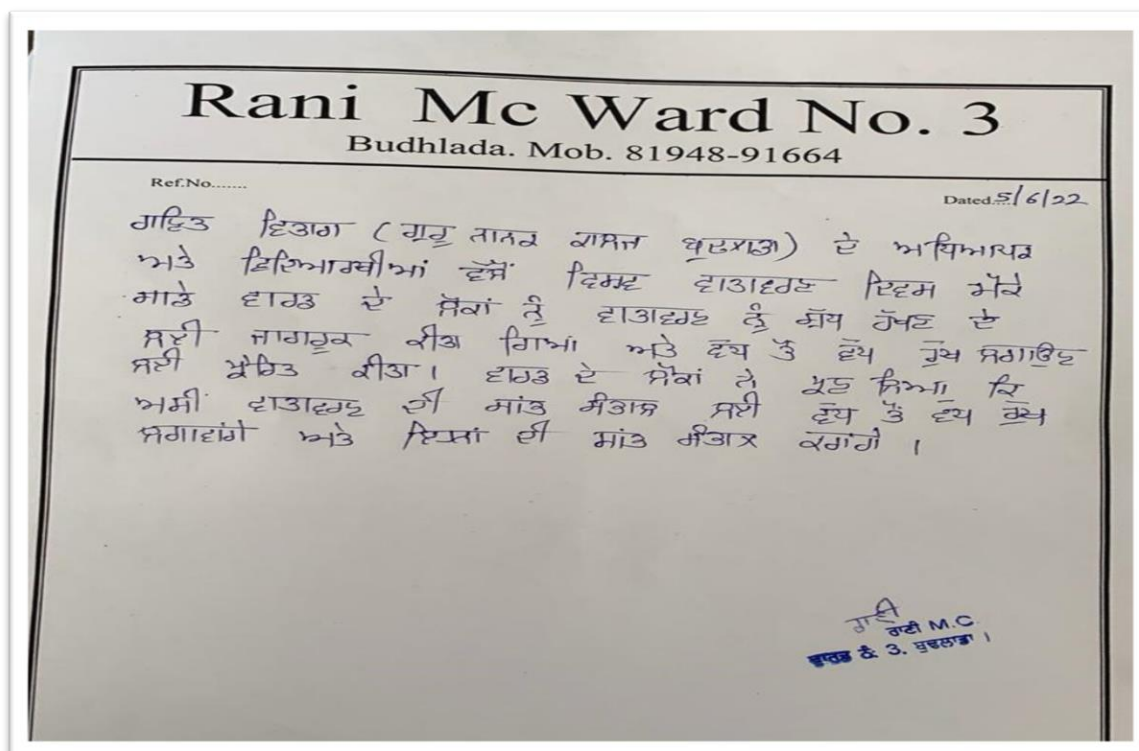 Rani Mc Ward No. 3
Budhlada. Mob. 81948-91664
Ref.No.......
Dated....5/6/22
ਗਣਿਤ ਵਿਭਾਗ (ਗੁਰੂ ਨਾਨਕ ਕਾਲਜ ਬੁਢਲਾਡਾ) ਦੇ ਅਧਿਆਪਕ
ਅਤੇ ਵਿਦਿਆਰਥੀਆਂ ਵੱਲੋਂ ਵਿਸ਼ਵ ਵਾਤਾਵਰਣ ਦਿਵਸ ਮੌਕੇ
ਸਾਡੇ ਵਾਰਡ ਦੇ ਲੋਕਾਂ ਨੂੰ ਵਾਤਾਵਰਣ ਨੂੰ ਸ਼ੁੱਧ ਰੱਖਣ ਦੇ
ਲਈ ਜਾਗਰੂਕ ਕੀਤਾ ਗਿਆ ਅਤੇ ਵੱਧ ਤੋਂ ਵੱਧ ਰੁੱਖ ਲਗਾਉਣ
ਲਈ ਪ੍ਰੇਰਿਤ ਕੀਤਾ। ਵਾਰਡ ਦੇ ਲੋਕਾਂ ਨੇ ਪ੍ਰਣ ਲਿਆ ਕਿ
ਅਸੀਂ ਵਾਤਾਵਰਣ ਦੀ ਸਾਂਭ ਸੰਭਾਲ ਲਈ ਵੱਧ ਤੋਂ ਵੱਧ ਰੁੱਖ
ਲਗਾਵਾਂਗੇ ਅਤੇ ਇਹਨਾਂ ਦੀ ਸਾਂਭ ਸੰਭਾਲ ਕਰਾਂਗੇ।
ਰਾਣੀ
ਰਾਣੀ M.C.
ਵਾਰਡ ਨੰ: 3. ਬੁਢਲਾਡਾ।